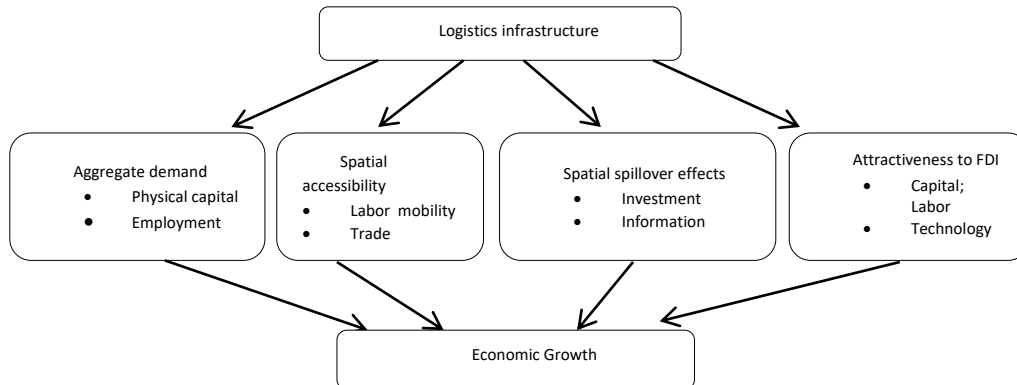 Logistics infrastructure
Aggregate demand
• Physical capital
• Employment
Spatial
accessibility
• Labor mobility
• Trade
Spatial spillover effects
• Investment
• Information
Attractiveness to FDI
• Capital;
Labor
• Technology
Economic Growth